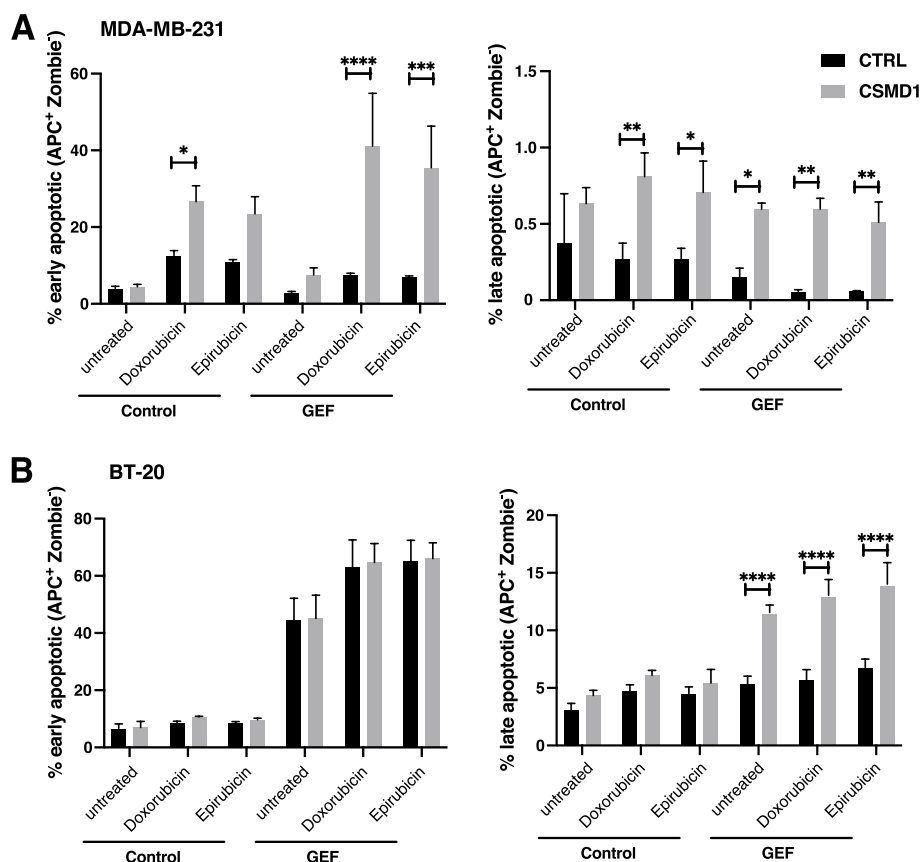 A
MDA-MB-231
% early apoptotic (APC⁺ Zombie⁻)
60
40
20
0
*
****
***
untreated
Doxorubicin
Epirubicin
untreated
Doxorubicin
Epirubicin
Control
GEF
% late apoptotic (APC⁺ Zombie⁻)
1.5
1.0
0.5
0
**
*
*
**
**
untreated
Doxorubicin
Epirubicin
untreated
Doxorubicin
Epirubicin
Control
GEF
CTRL
CSMD1
B
BT-20
% early apoptotic (APC⁺ Zombie⁻)
80
60
40
20
0
untreated
Doxorubicin
Epirubicin
untreated
Doxorubicin
Epirubicin
Control
GEF
% late apoptotic (APC⁺ Zombie⁻)
20
15
10
5
0
****
****
****
untreated
Doxorubicin
Epirubicin
untreated
Doxorubicin
Epirubicin
Control
GEF